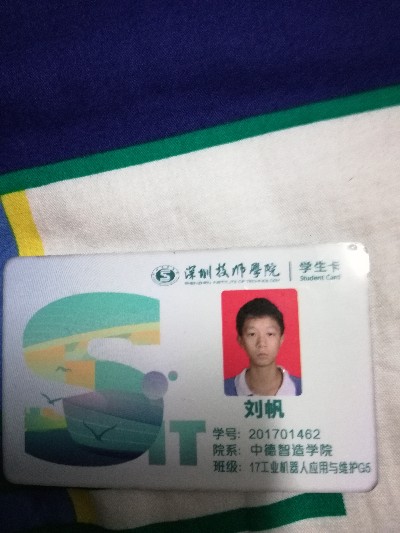 深圳技师学院 学生卡
SHENZHEN INSTITUTE OF TECHNOLOGY Student Card
SIT
刘帆
学号: 201701462
院系: 中德智造学院
班级: 17工业机器人应用与维护G5